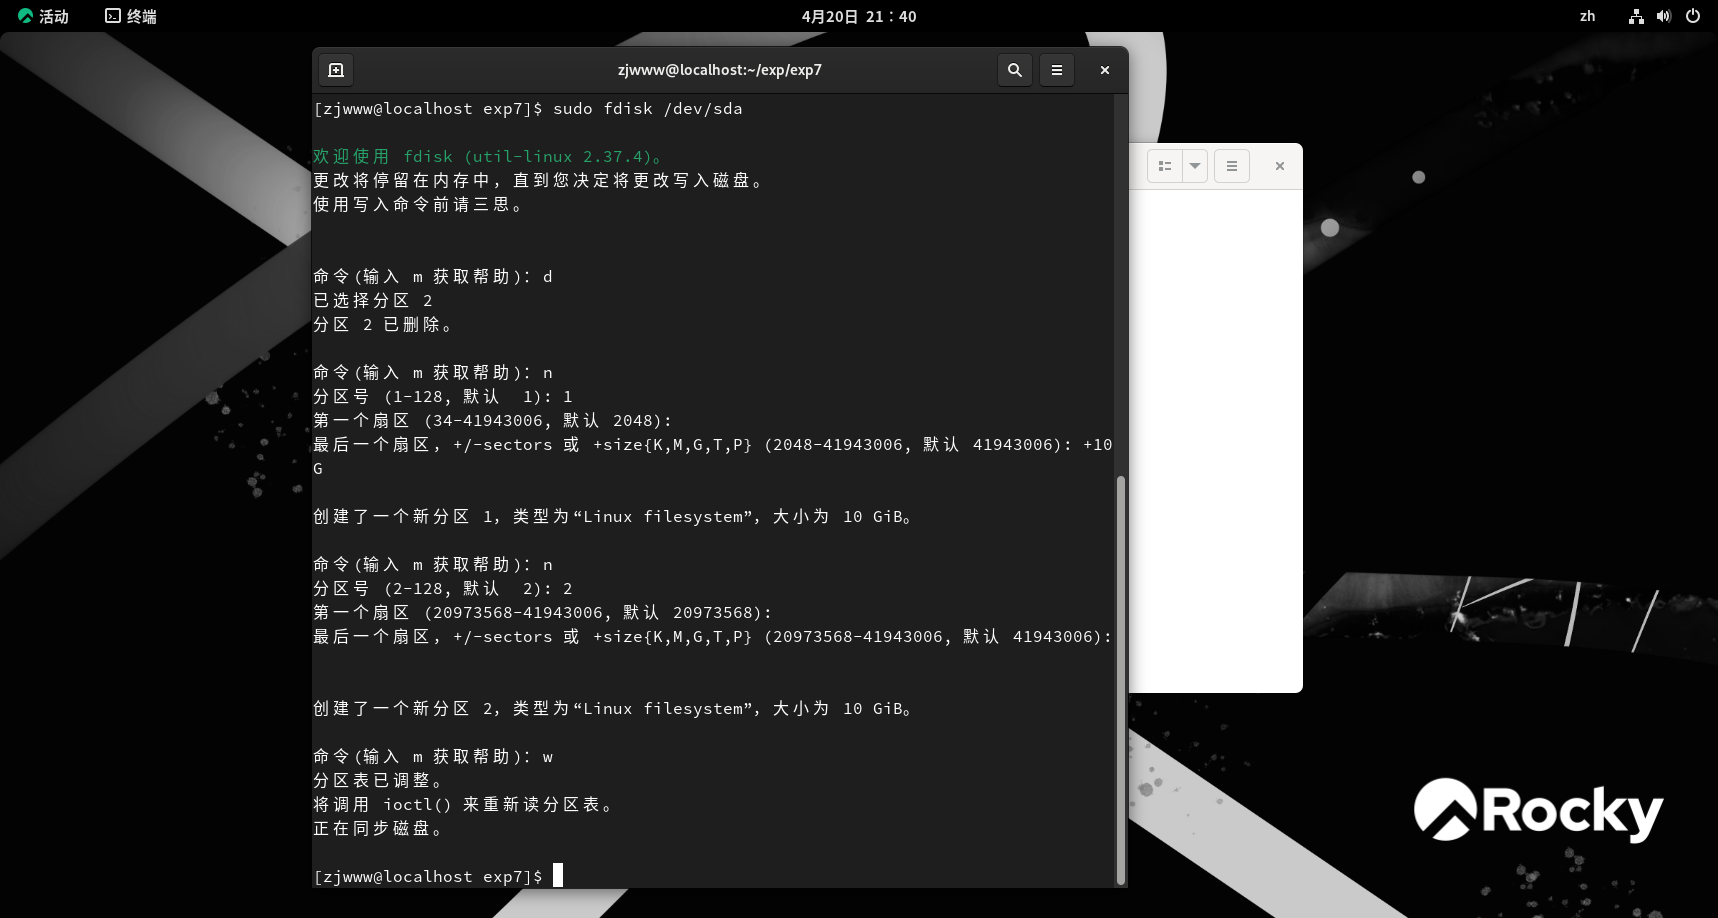 活动 终端 4月20日 21：40 zh
zjwww@localhost:~/exp/exp7
[zjwww@localhost exp7]$ sudo fdisk /dev/sda
欢迎使用 fdisk (util-linux 2.37.4)。
更改将停留在内存中，直到您决定将更改写入磁盘。
使用写入命令前请三思。
命令(输入 m 获取帮助)：d
已选择分区 2
分区 2 已删除。
命令(输入 m 获取帮助)：n
分区号 (1-128, 默认  1): 1
第一个扇区 (34-41943006, 默认 2048):
最后一个扇区，+/-sectors 或 +size{K,M,G,T,P} (2048-41943006, 默认 41943006): +10
G
创建了一个新分区 1，类型为“Linux filesystem”，大小为 10 GiB。
命令(输入 m 获取帮助)：n
分区号 (2-128, 默认  2): 2
第一个扇区 (20973568-41943006, 默认 20973568):
最后一个扇区，+/-sectors 或 +size{K,M,G,T,P} (20973568-41943006, 默认 41943006):
创建了一个新分区 2，类型为“Linux filesystem”，大小为 10 GiB。
命令(输入 m 获取帮助)：w
分区表已调整。
将调用 ioctl() 来重新读分区表。
正在同步磁盘。
[zjwww@localhost exp7]$
Rocky